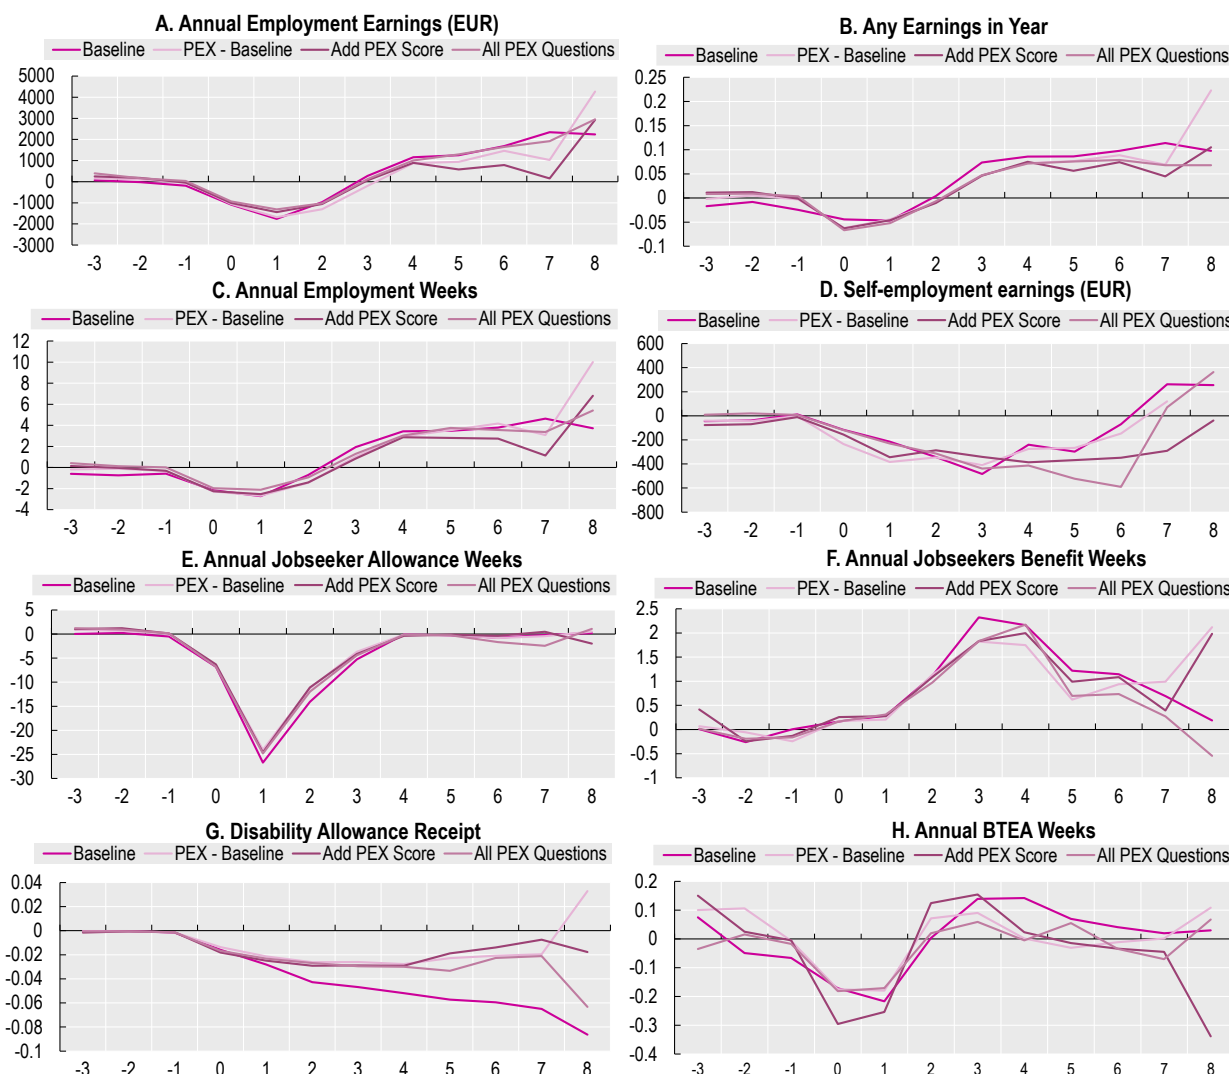 A. Annual Employment Earnings (EUR)
Baseline PEX - Baseline Add PEX Score All PEX Questions
5000
4000
3000
2000
1000
0
-1000
-2000
-3000
-3 -2 -1 0 1 2 3 4 5 6 7 8
B. Any Earnings in Year
Baseline PEX - Baseline Add PEX Score All PEX Questions
0.25
0.2
0.15
0.1
0.05
0
-0.05
-0.1
-3 -2 -1 0 1 2 3 4 5 6 7 8
C. Annual Employment Weeks
Baseline PEX - Baseline Add PEX Score All PEX Questions
12
10
8
6
4
2
0
-2
-4
-3 -2 -1 0 1 2 3 4 5 6 7 8
D. Self-employment earnings (EUR)
Baseline PEX - Baseline Add PEX Score All PEX Questions
600
400
200
0
-200
-400
-600
-800
-3 -2 -1 0 1 2 3 4 5 6 7 8
E. Annual Jobseeker Allowance Weeks
Baseline PEX - Baseline Add PEX Score All PEX Questions
5
0
-5
-10
-15
-20
-25
-30
-3 -2 -1 0 1 2 3 4 5 6 7 8
F. Annual Jobseekers Benefit Weeks
Baseline PEX - Baseline Add PEX Score All PEX Questions
2.5
2
1.5
1
0.5
0
-0.5
-1
-3 -2 -1 0 1 2 3 4 5 6 7 8
G. Disability Allowance Receipt
Baseline PEX - Baseline Add PEX Score All PEX Questions
0.04
0.02
0
-0.02
-0.04
-0.06
-0.08
-0.1
-3 -2 -1 0 1 2 3 4 5 6 7 8
H. Annual BTEA Weeks
Baseline PEX - Baseline Add PEX Score All PEX Questions
0.2
0.1
0
-0.1
-0.2
-0.3
-0.4
-3 -2 -1 0 1 2 3 4 5 6 7 8